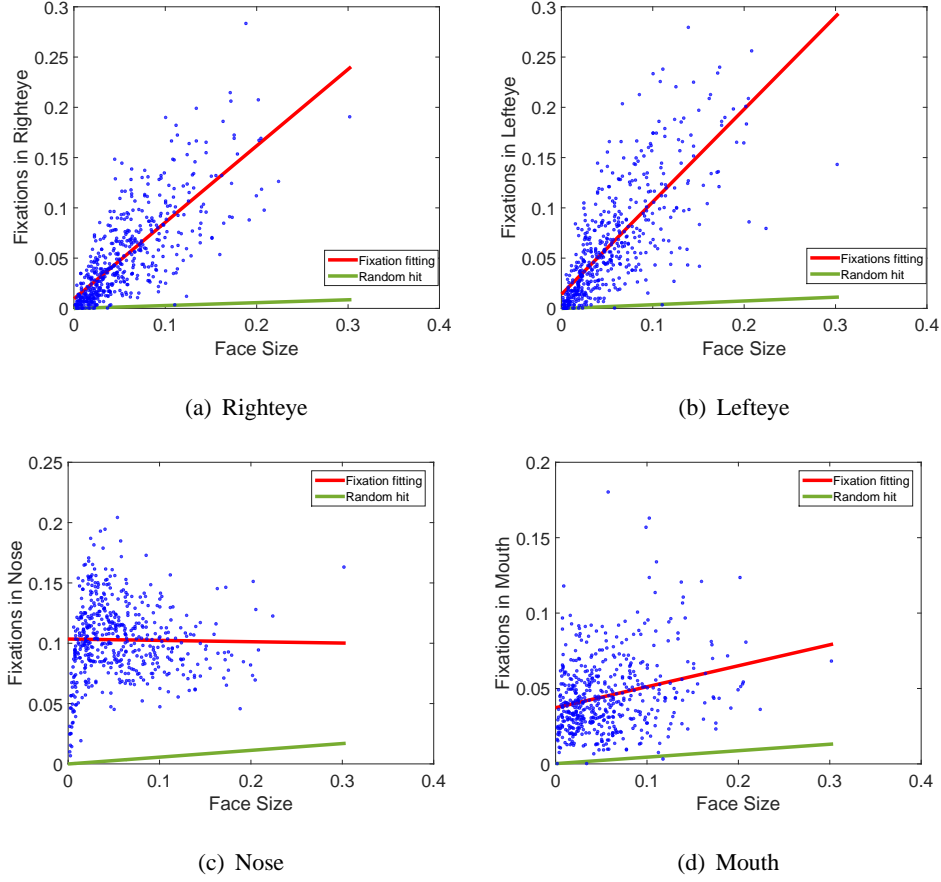 0.3
0.25
0.2
0.15
0.1
0.05
0
Fixations in Righteye
0 0.1 0.2 0.3 0.4
Face Size
Fixation fitting
Random hit
(a) Righteye
0.3
0.25
0.2
0.15
0.1
0.05
0
Fixations in Lefteye
0 0.1 0.2 0.3 0.4
Face Size
Fixations fitting
Random hit
(b) Lefteye
0.25
0.2
0.15
0.1
0.05
0
Fixations in Nose
0 0.1 0.2 0.3 0.4
Face Size
Fixation fitting
Random hit
(c) Nose
0.2
0.15
0.1
0.05
0
Fixations in Mouth
0 0.1 0.2 0.3 0.4
Face Size
Fixation fitting
Random hit
(d) Mouth